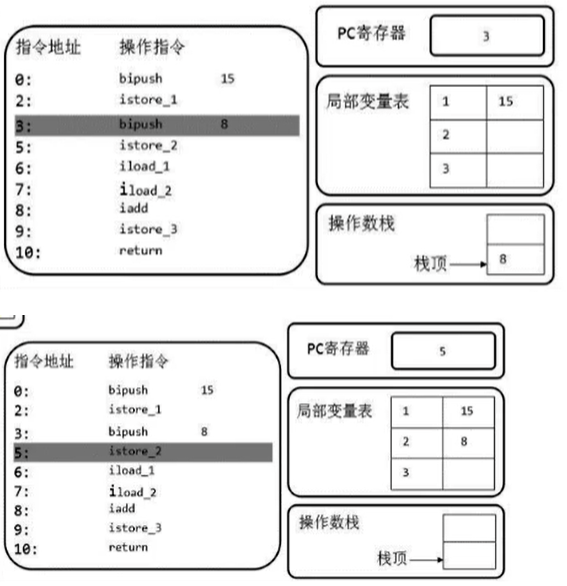 指令地址 操作指令
0: bipush 15
2: istore_1
3: bipush 8
5: istore_2
6: iload_1
7: iload_2
8: iadd
9: istore_3
10: return
PC寄存器 3
局部变量表 1 15
2
3
操作数栈
栈顶 8
指令地址 操作指令
0: bipush 15
2: istore_1
3: bipush 8
5: istore_2
6: iload_1
7: iload_2
8: iadd
9: istore_3
10: return
PC寄存器 5
局部变量表 1 15
2 8
3
操作数栈
栈顶